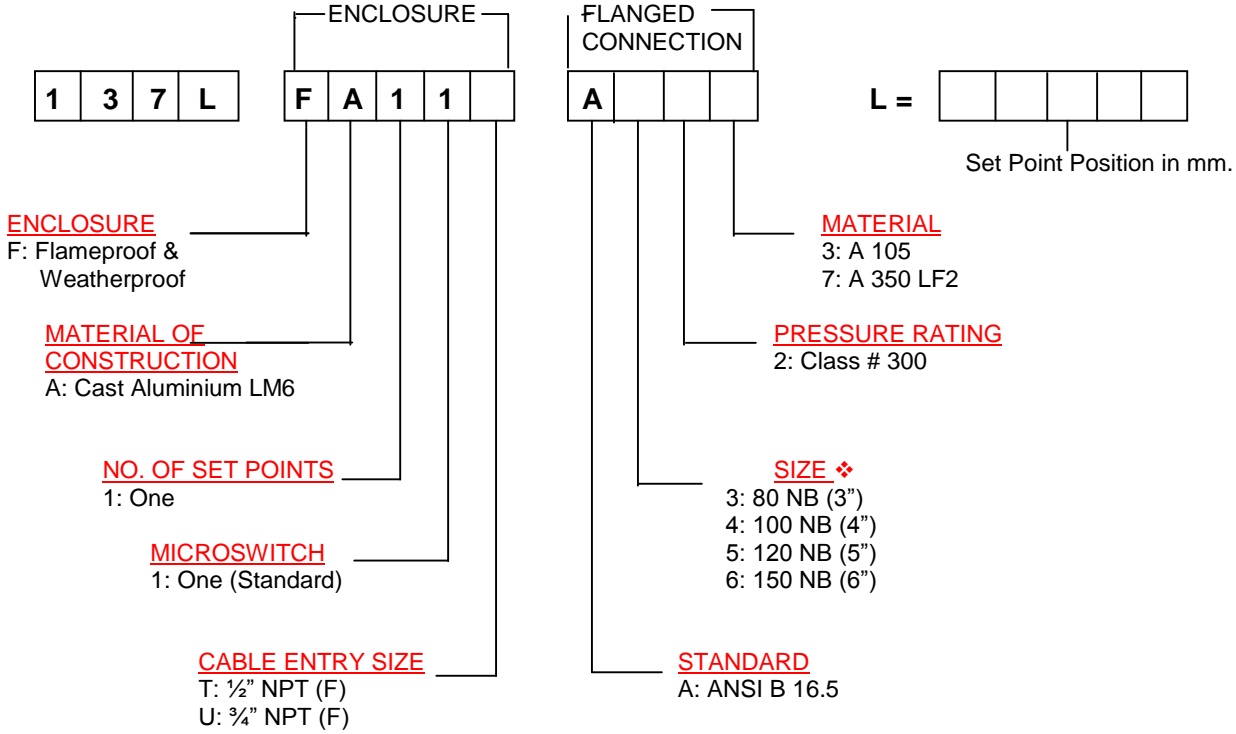 ENCLOSURE
FLANGED
CONNECTION
1 3 7 L F A 1 1 A L =
Set Point Position in mm.
ENCLOSURE
F: Flameproof &
Weatherproof
MATERIAL
3: A 105
7: A 350 LF2
MATERIAL OF
CONSTRUCTION
A: Cast Aluminium LM6
PRESSURE RATING
2: Class # 300
NO. OF SET POINTS
1: One
SIZE ❖
3: 80 NB (3”)
4: 100 NB (4”)
5: 120 NB (5”)
6: 150 NB (6”)
MICROSWITCH
1: One (Standard)
CABLE ENTRY SIZE
T: ½” NPT (F)
U: ¾” NPT (F)
STANDARD
A: ANSI B 16.5